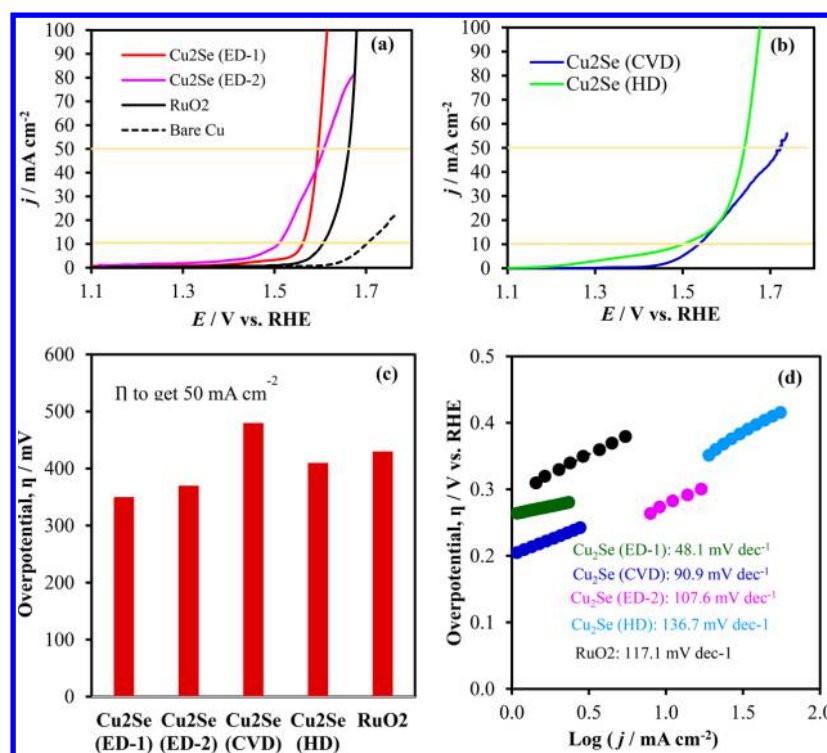 (a)
Cu2Se (ED-1)
Cu2Se (ED-2)
RuO2
Bare Cu
100
90
80
70
60
50
40
30
20
10
0
j / mA cm-2
1.1 1.3 1.5 1.7
E / V vs. RHE
(b)
Cu2Se (CVD)
Cu2Se (HD)
100
90
80
70
60
50
40
30
20
10
0
j / mA cm-2
1.1 1.3 1.5 1.7
E / V vs. RHE
(c)
Π to get 50 mA cm-2
600
500
400
300
200
100
0
Overpotential, η / mV
Cu2Se Cu2Se Cu2Se Cu2Se RuO2
(ED-1) (ED-2) (CVD) (HD)
(d)
0.5
0.4
0.3
0.2
0.1
0.0
Overpotential, η / V vs. RHE
Cu2Se (ED-1): 48.1 mV dec-1
Cu2Se (CVD): 90.9 mV dec-1
Cu2Se (ED-2): 107.6 mV dec-1
Cu2Se (HD): 136.7 mV dec-1
RuO2: 117.1 mV dec-1
0.0 0.5 1.0 1.5 2.0
Log (j / mA cm-2)